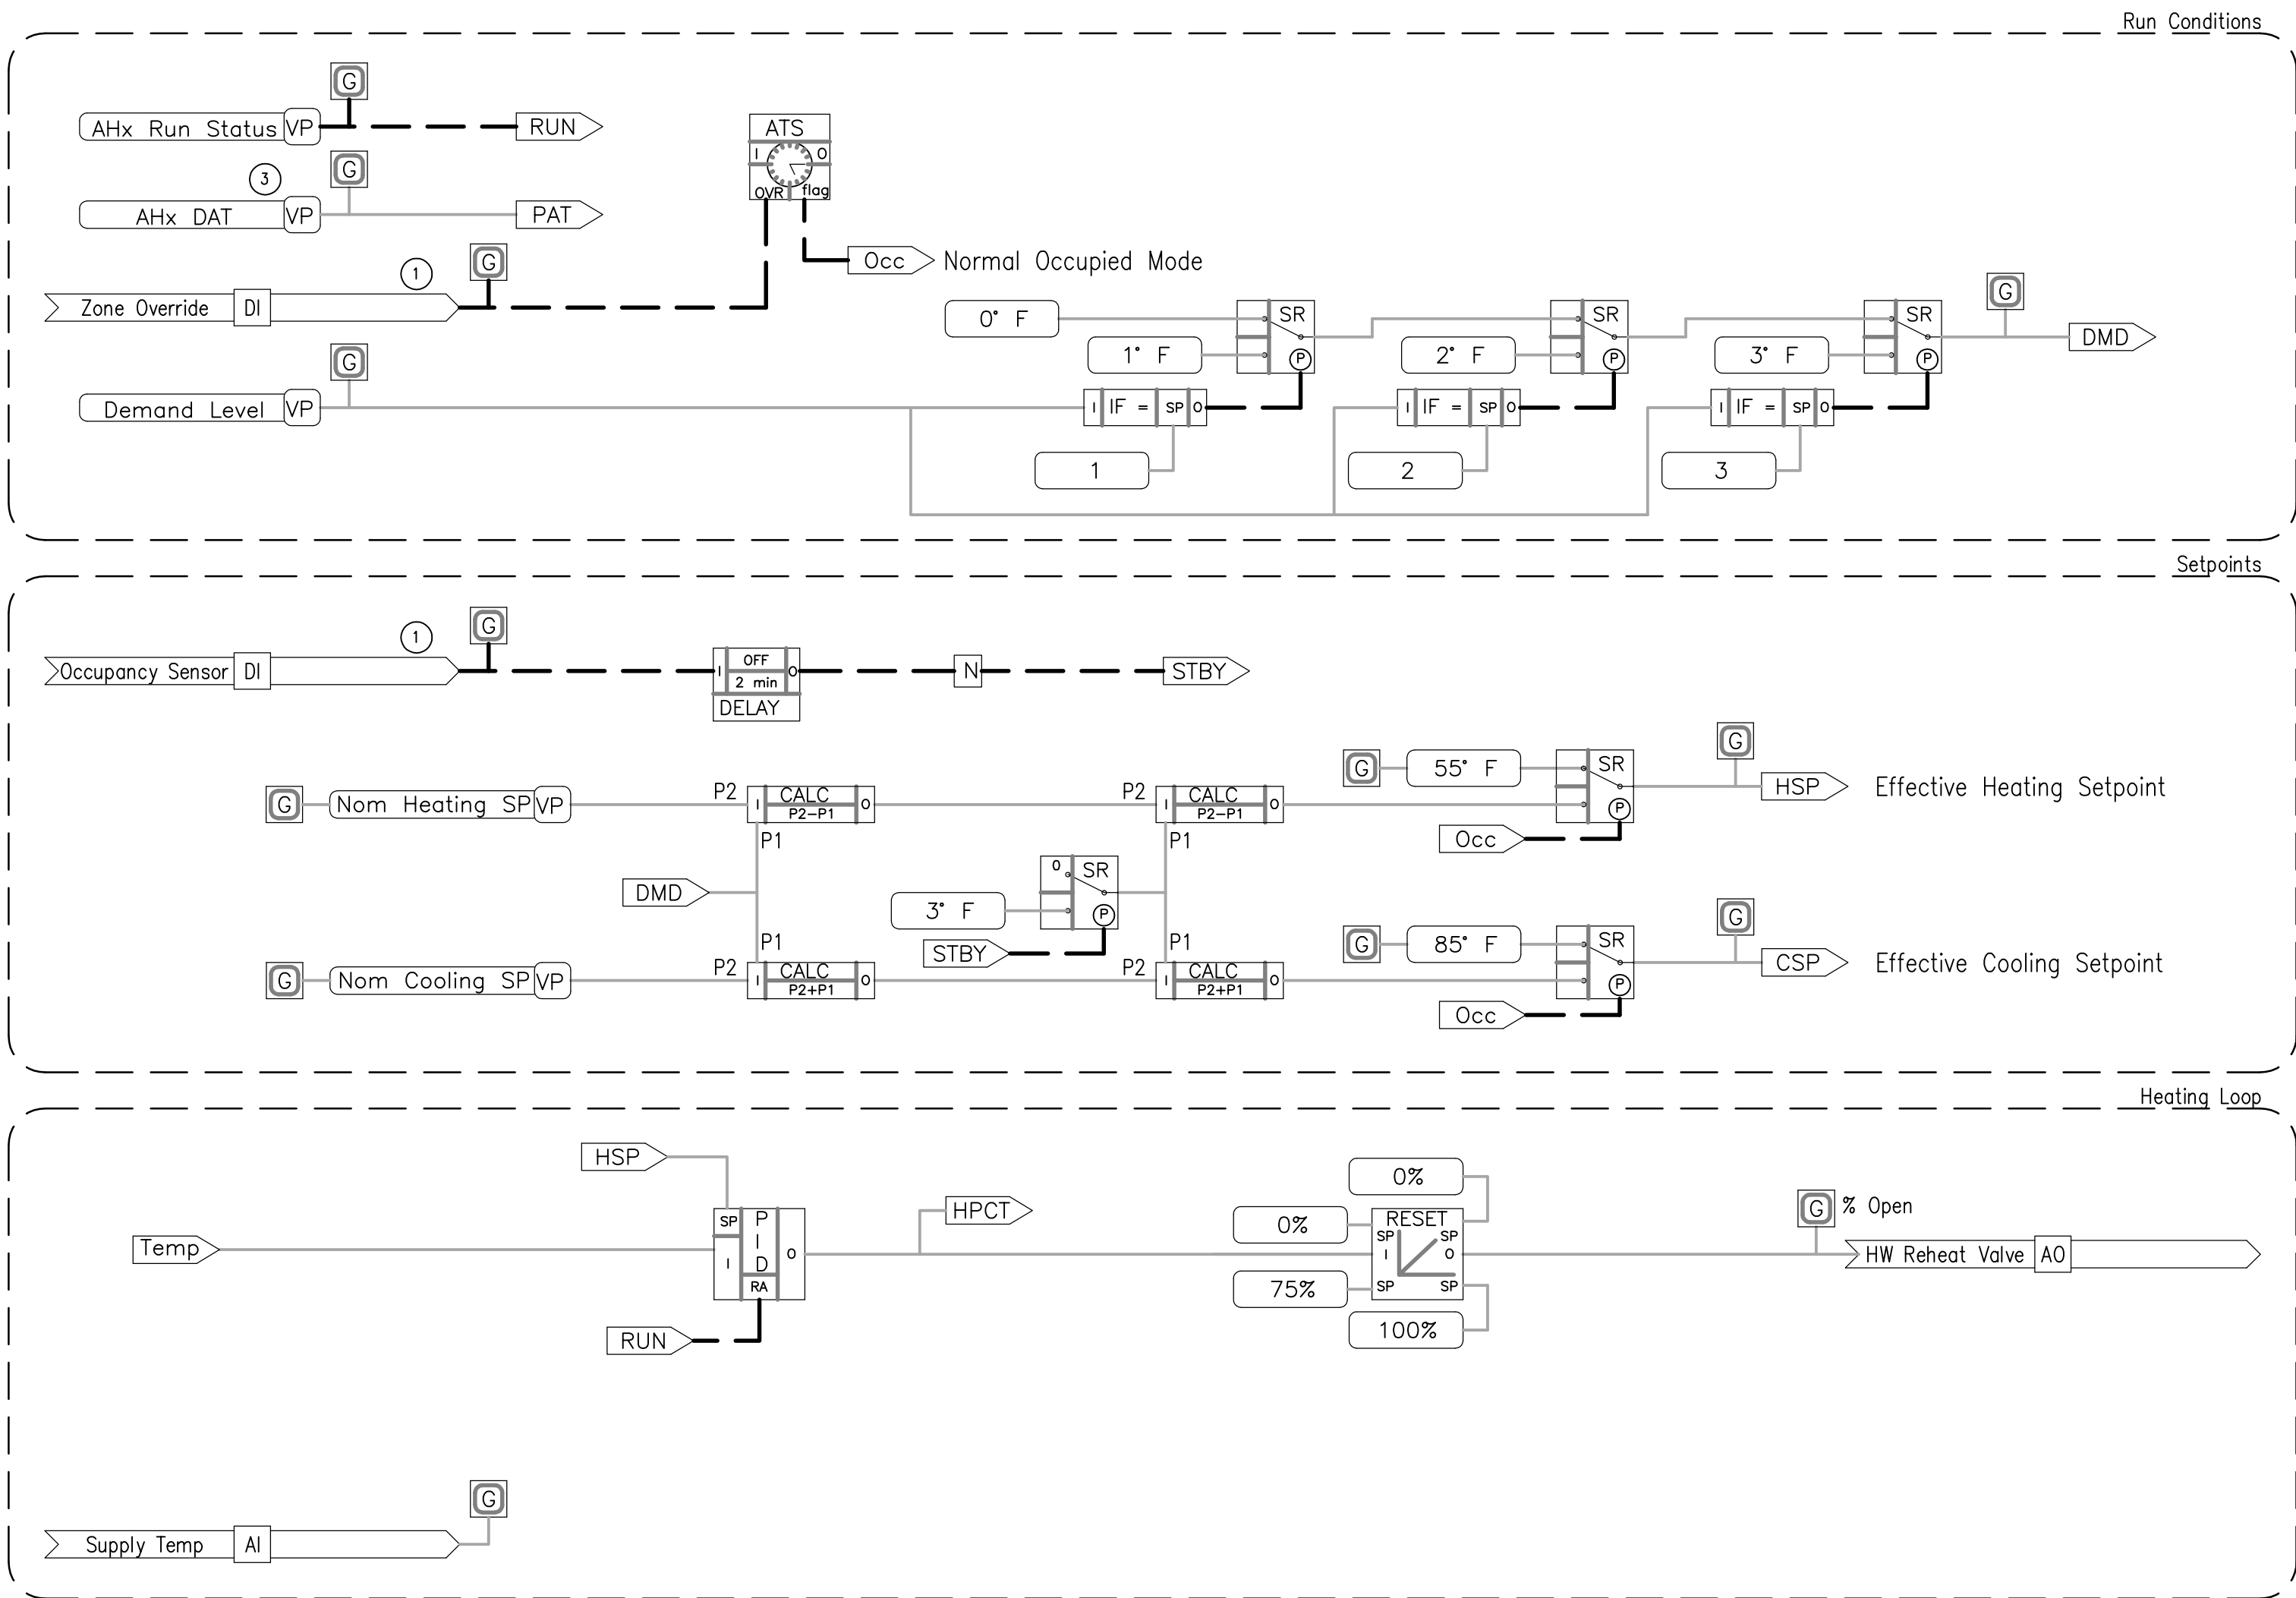 Run Conditions
G
AHx Run Status VP RUN
ATS
I O
OVR flag
3 G
AHx DAT VP PAT
1 G
Zone Override DI
Occ Normal Occupied Mode
G
Demand Level VP
0° F SR
1° F P
I IF = SP O
1
SR
2° F P
I IF = SP O
2
SR
3° F P
I IF = SP O
3
G
DMD
Setpoints
1 G
Occupancy Sensor DI
I OFF O
2 min
DELAY
N
STBY
G Nom Heating SP VP
P2 I CALC O
P2-P1
P1
P2 I CALC O
P2-P1
P1
G 55° F SR
P
Occ
G
HSP Effective Heating Setpoint
DMD
0 SR
3° F P
STBY
G Nom Cooling SP VP
P1
P2 I CALC O
P2+P1
P1
P2 I CALC O
P2+P1
G 85° F SR
P
Occ
G
CSP Effective Cooling Setpoint
Heating Loop
HSP
Temp
SP P
I
I D O
RA
RUN
HPCT
0%
0%
RESET
SP SP
I O
SP SP
75%
100%
G % Open
HW Reheat Valve AO
G
Supply Temp AI